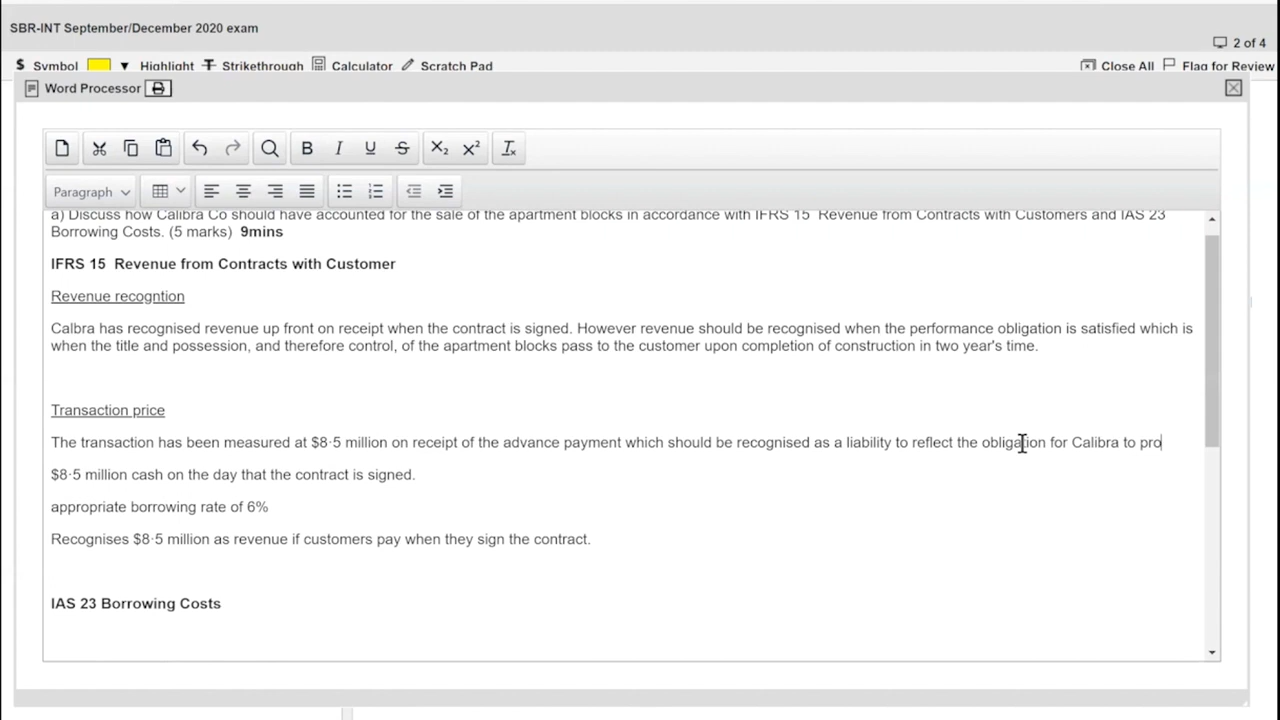 SBR-INT September/December 2020 exam
2 of 4
$ Symbol Highlight T Strikethrough Calculator Scratch Pad Close All Flag for Review
Word Processor
B I U S X₂ X² Tx
Paragraph
a) Discuss how Calibra Co should have accounted for the sale of the apartment blocks in accordance with IFRS 15 Revenue from Contracts with Customers and IAS 23
Borrowing Costs. (5 marks) 9mins
IFRS 15 Revenue from Contracts with Customer
Revenue recogntion
Calbra has recognised revenue up front on receipt when the contract is signed. However revenue should be recognised when the performance obligation is satisfied which is
when the title and possession, and therefore control, of the apartment blocks pass to the customer upon completion of construction in two year's time.
Transaction price
The transaction has been measured at $8·5 million on receipt of the advance payment which should be recognised as a liability to reflect the obligation for Calibra to pro
$8·5 million cash on the day that the contract is signed.
appropriate borrowing rate of 6%
Recognises $8·5 million as revenue if customers pay when they sign the contract.
IAS 23 Borrowing Costs